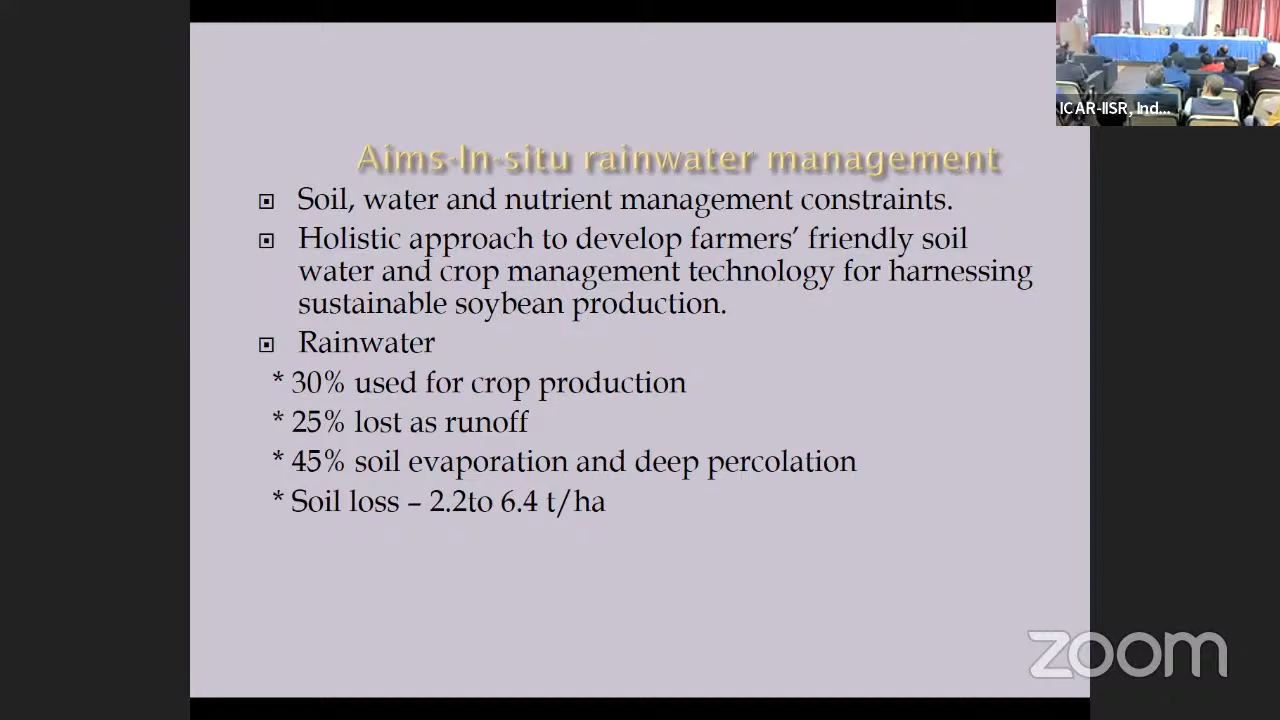 ICAR-IISR, Ind...
Aims-In-situ rainwater management
Soil, water and nutrient management constraints.
Holistic approach to develop farmers’ friendly soil
water and crop management technology for harnessing
sustainable soybean production.
Rainwater
* 30% used for crop production
* 25% lost as runoff
* 45% soil evaporation and deep percolation
* Soil loss – 2.2to 6.4 t/ha
zoom